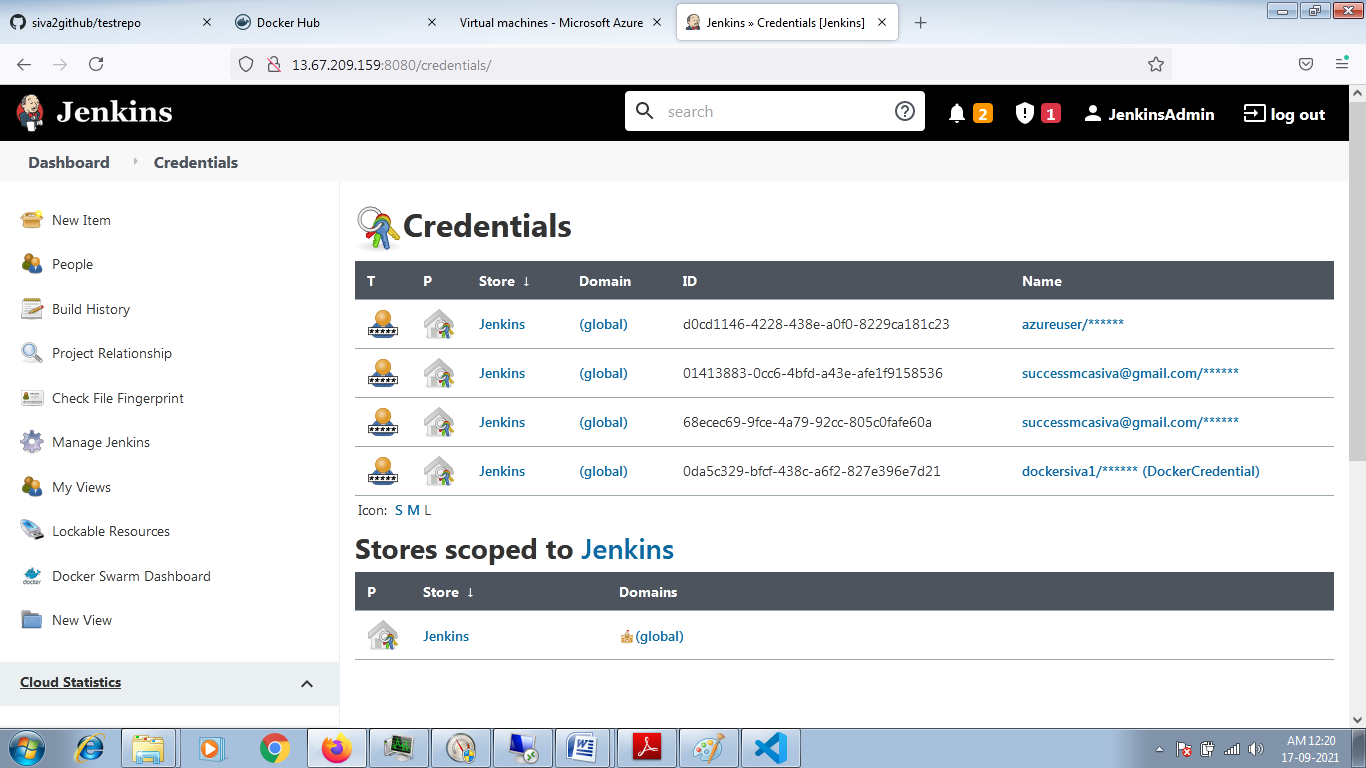 siva2github/testrepo
Docker Hub
Virtual machines - Microsoft Azure
Jenkins » Credentials [Jenkins]
13.67.209.159:8080/credentials/
Jenkins
search
2
1
JenkinsAdmin
log out
Dashboard
Credentials
New Item
People
Build History
Project Relationship
Check File Fingerprint
Manage Jenkins
My Views
Lockable Resources
docker Docker Swarm Dashboard
New View
Cloud Statistics
Credentials
T P Store ↓ Domain ID Name
Jenkins (global) d0cd1146-4228-438e-a0f0-8229ca181c23 azureuser/******
Jenkins (global) 01413883-0cc6-4bfd-a43e-afe1f9158536 successmcasiva@gmail.com/******
Jenkins (global) 68ecec69-9fce-4a79-92cc-805c0fafe60a successmcasiva@gmail.com/******
Jenkins (global) 0da5c329-bfcf-438c-a6f2-827e396e7d21 dockersiva1/****** (DockerCredential)
Icon: S M L
Stores scoped to Jenkins
P Store ↓ Domains
Jenkins (global)
AM 12:20
17-09-2021